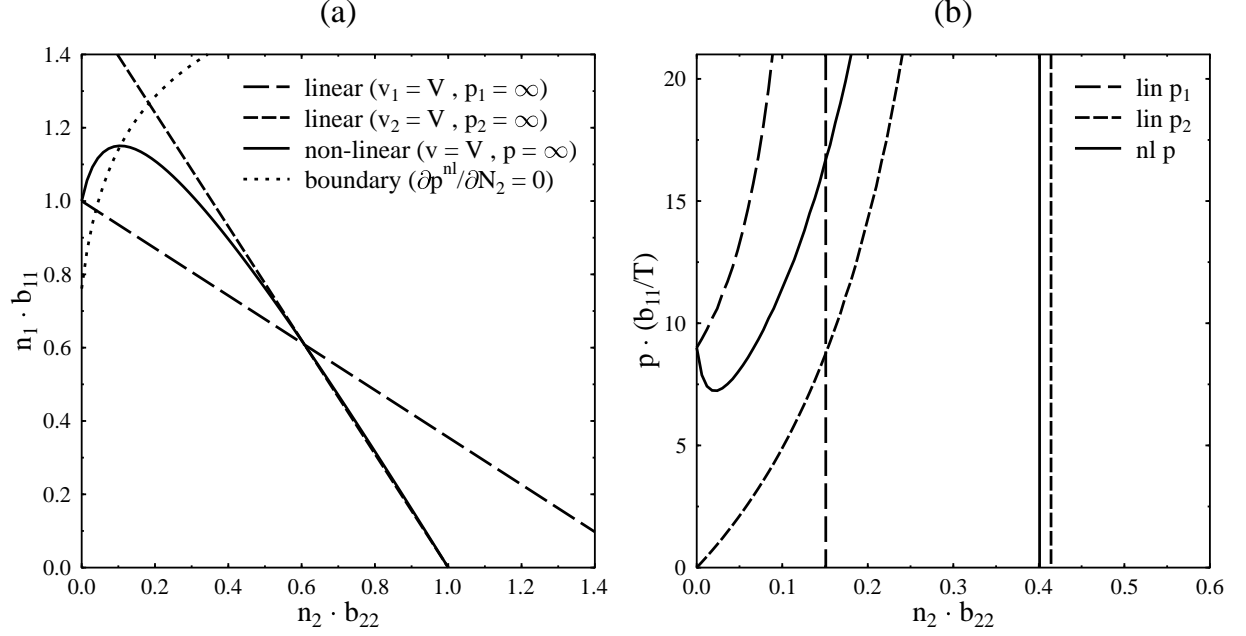 (a)
(b)
1.4
1.2
1.0
0.8
0.6
0.4
0.2
0.0
n₁ · b₁₁
linear (v₁ = V , p₁ = ∞)
linear (v₂ = V , p₂ = ∞)
non-linear (v = V , p = ∞)
boundary (∂pⁿˡ/∂N₂ = 0)
0.0 0.2 0.4 0.6 0.8 1.0 1.2 1.4
n₂ · b₂₂
20
15
10
5
0
p · (b₁₁/T)
lin p₁
lin p₂
nl p
0.0 0.1 0.2 0.3 0.4 0.5 0.6
n₂ · b₂₂